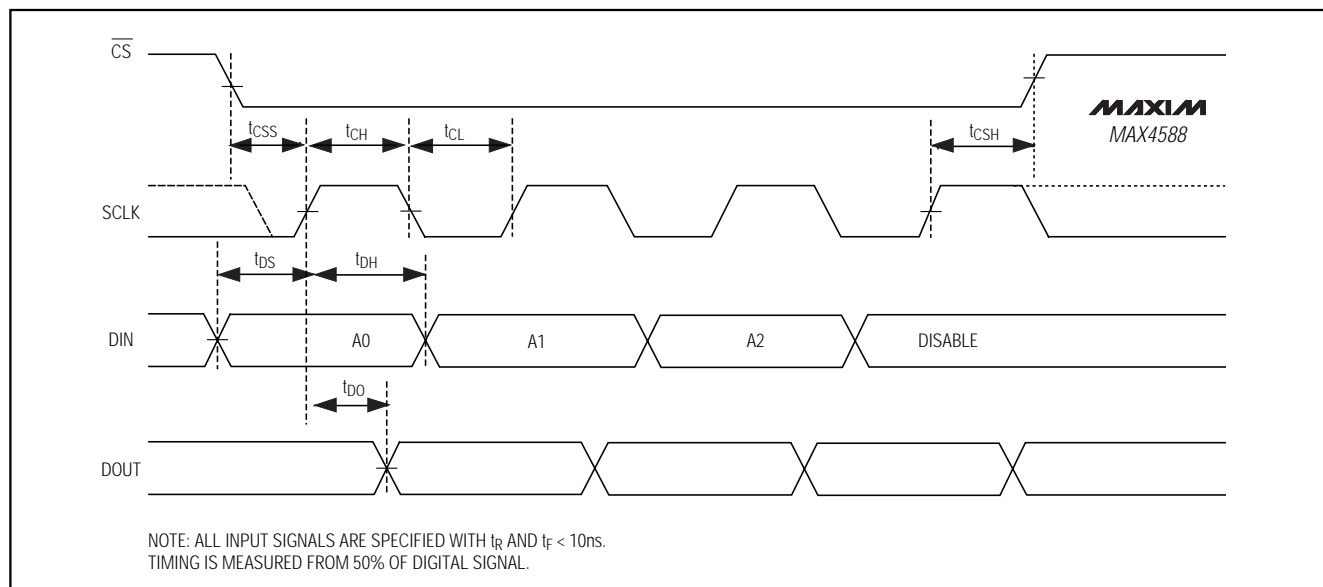 CS
MAXIM
MAX4588
tCSS
tCH
tCL
tCSH
SCLK
tDS
tDH
DIN
A0
A1
A2
DISABLE
tDO
DOUT
NOTE: ALL INPUT SIGNALS ARE SPECIFIED WITH tR AND tF < 10ns.
TIMING IS MEASURED FROM 50% OF DIGITAL SIGNAL.